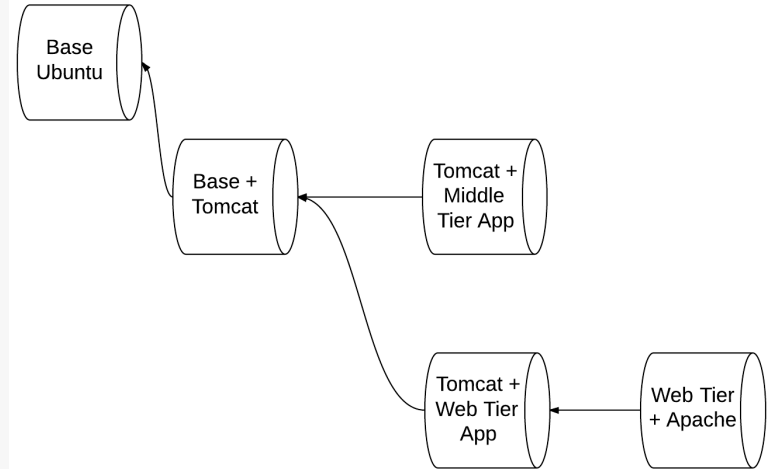 Base
Ubuntu
Base +
Tomcat
Tomcat +
Middle
Tier App
Tomcat +
Web Tier
App
Web Tier
+ Apache